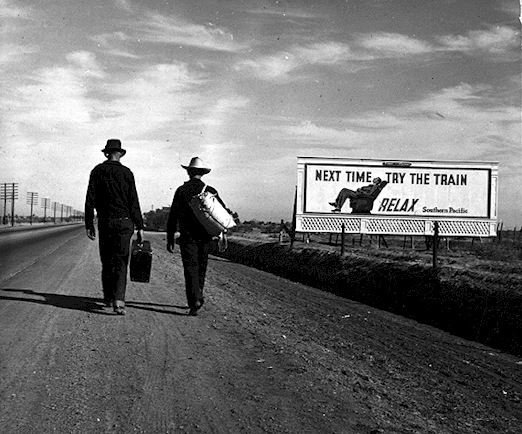 NEXT TIME TRY THE TRAIN
RELAX
Southern Pacific